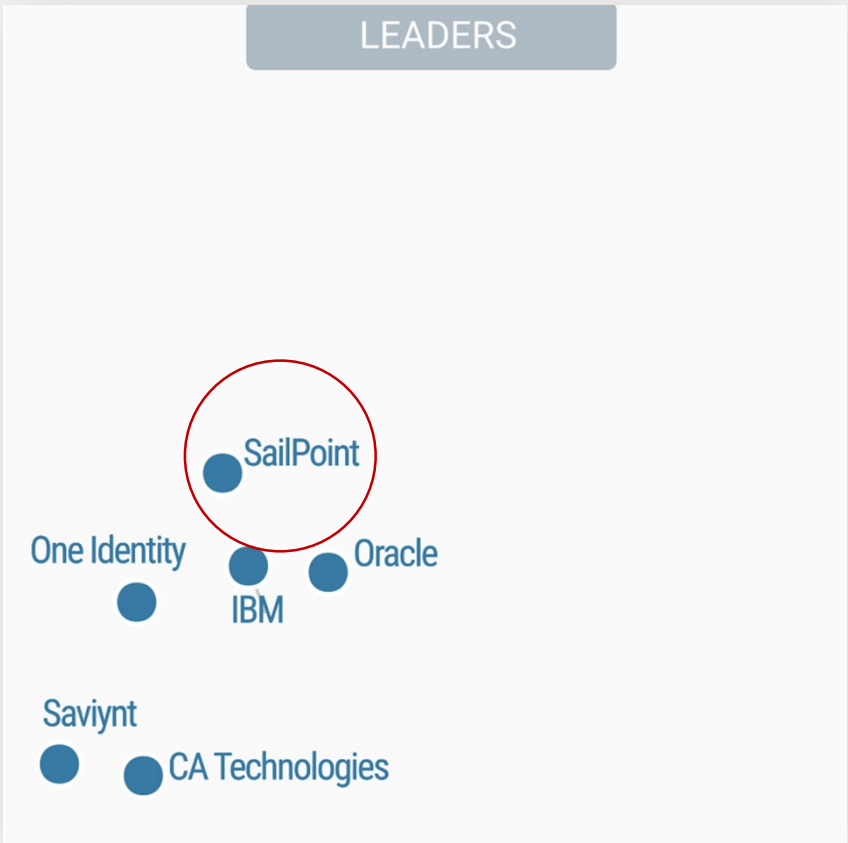 LEADERS
SailPoint
One Identity
Oracle
IBM
Saviynt
CA Technologies